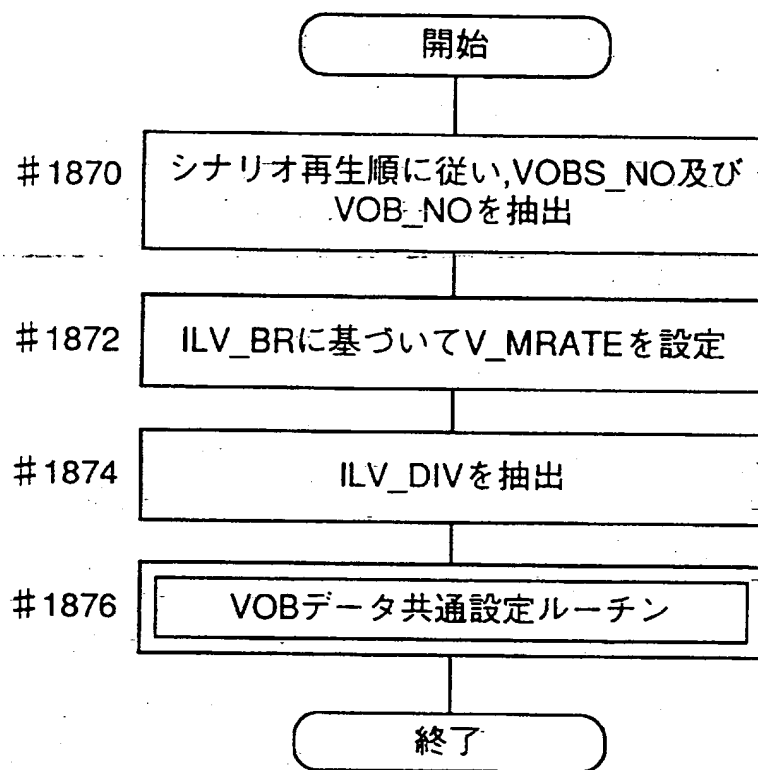 開始
#1870
シナリオ再生順に従い,VOBS_NO及び
VOB_NOを抽出
#1872
ILV_BRに基づいてV_MRATEを設定
#1874
ILV_DIVを抽出
#1876
VOBデータ共通設定ルーチン
終了